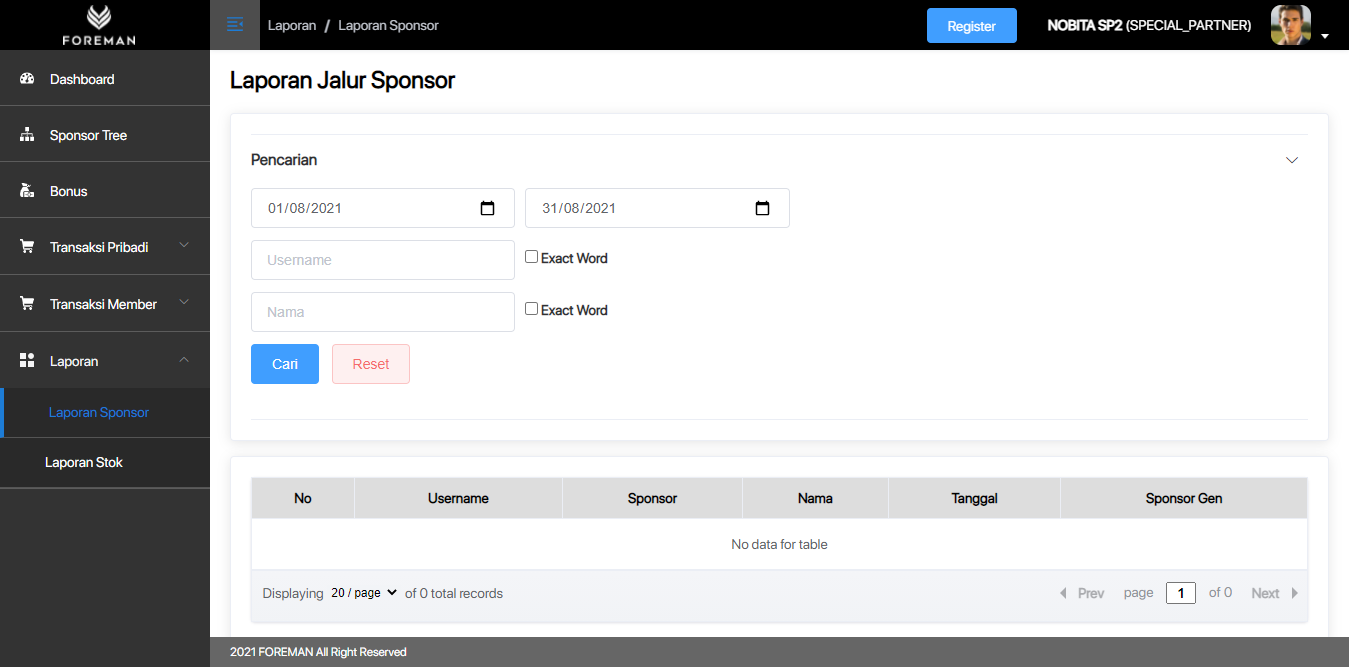 FOREMAN
Laporan / Laporan Sponsor
Register
NOBITA SP2 (SPECIAL_PARTNER)
Dashboard
Sponsor Tree
Bonus
Transaksi Pribadi
Transaksi Member
Laporan
Laporan Sponsor
Laporan Stok
Laporan Jalur Sponsor
Pencarian
01/08/2021 31/08/2021
Username Exact Word
Nama Exact Word
Cari Reset
No Username Sponsor Nama Tanggal Sponsor Gen
No data for table
Displaying 20 / page of 0 total records Prev page 1 of 0 Next
2021 FOREMAN All Right Reserved